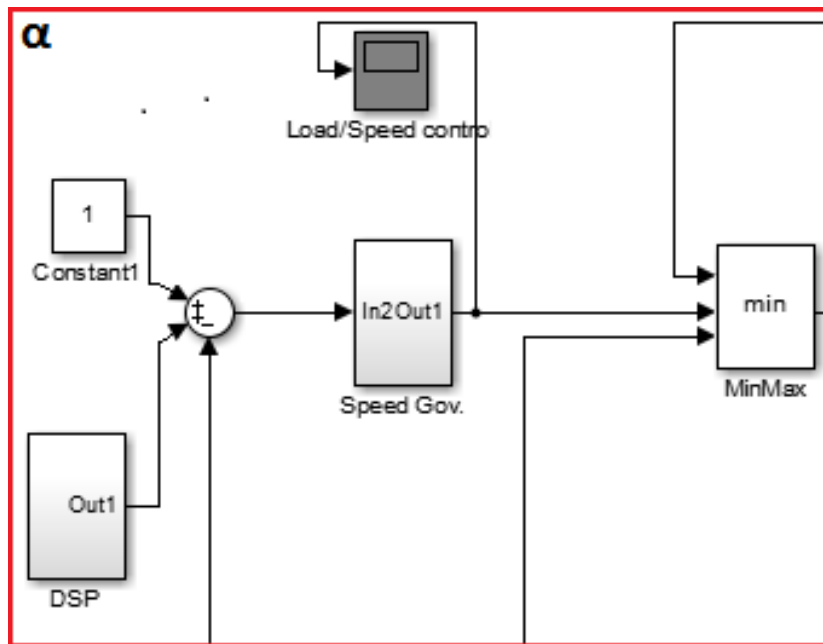 α
Load/Speed contro
1
Constant1
In2Out1
Speed Gov.
min
MinMax
Out1
DSP